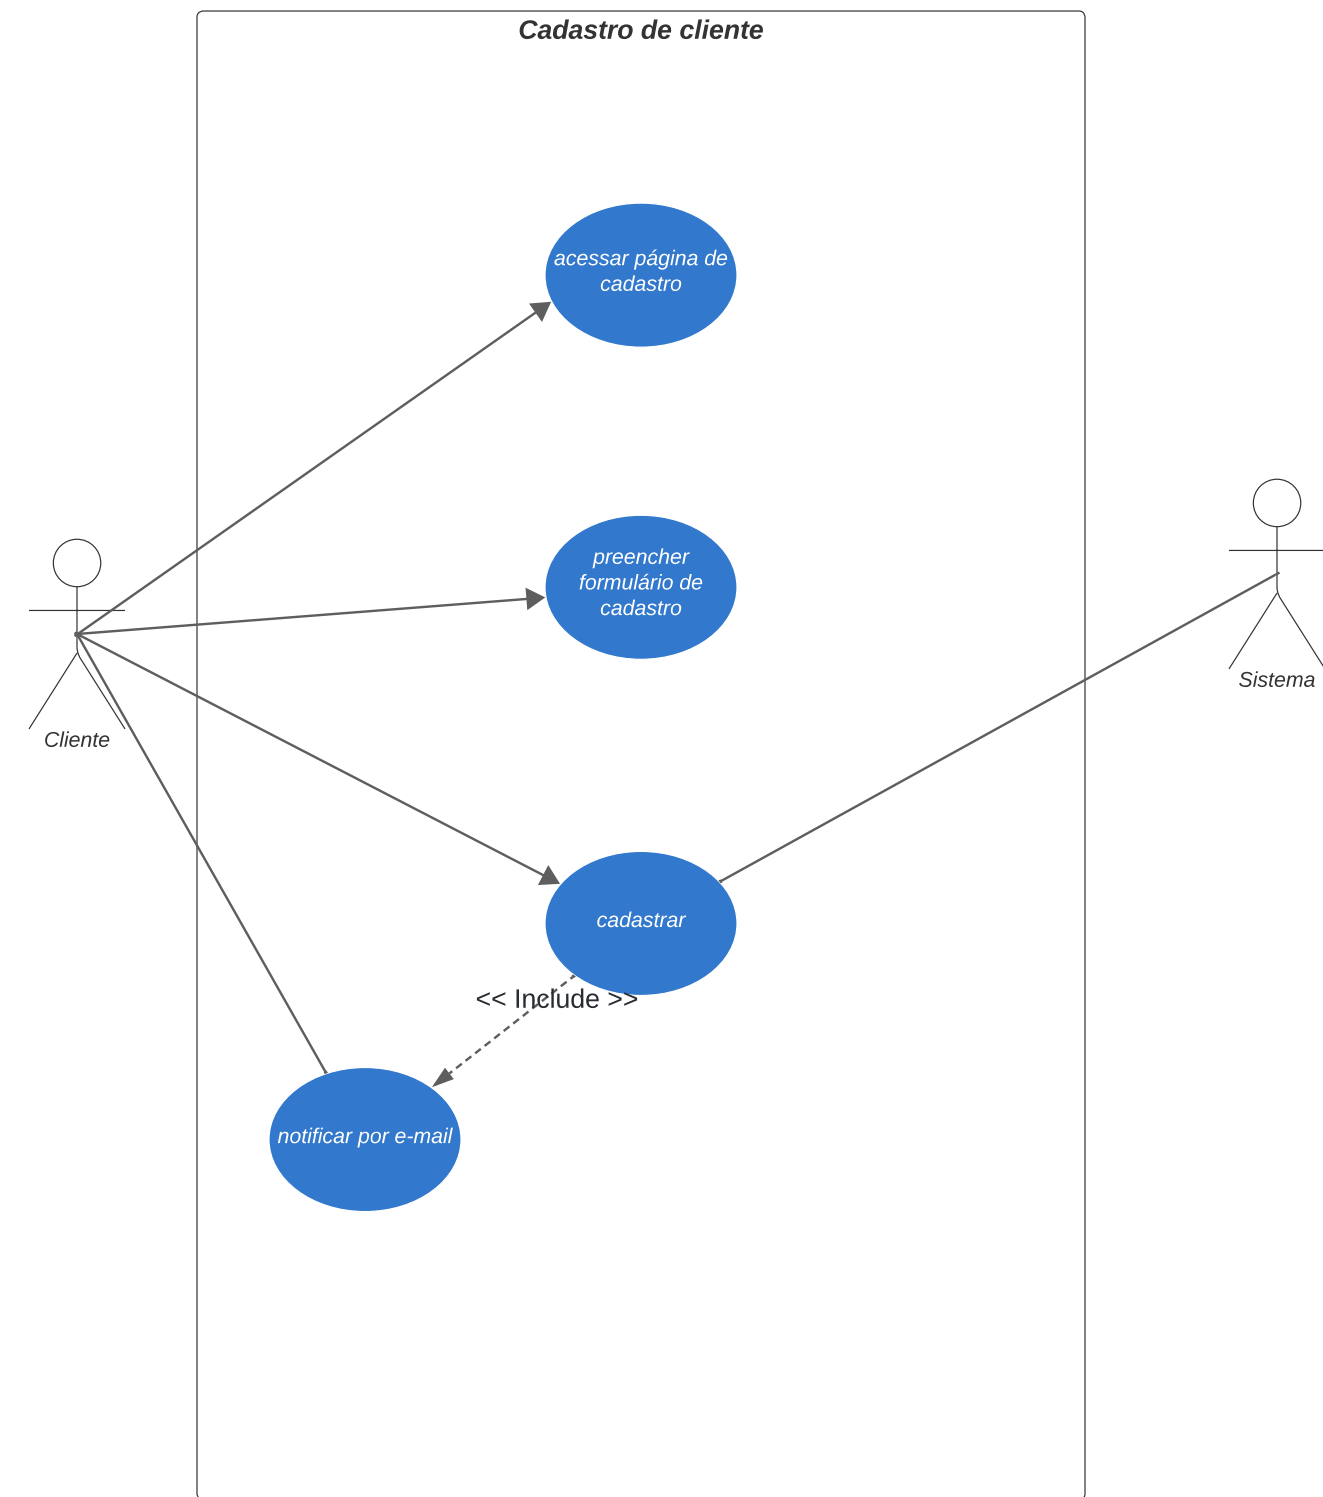 Cadastro de cliente
acessar página de
cadastro
preencher
formulário de
cadastro
Sistema
Cliente
cadastrar
<< Include >>
notificar por e-mail